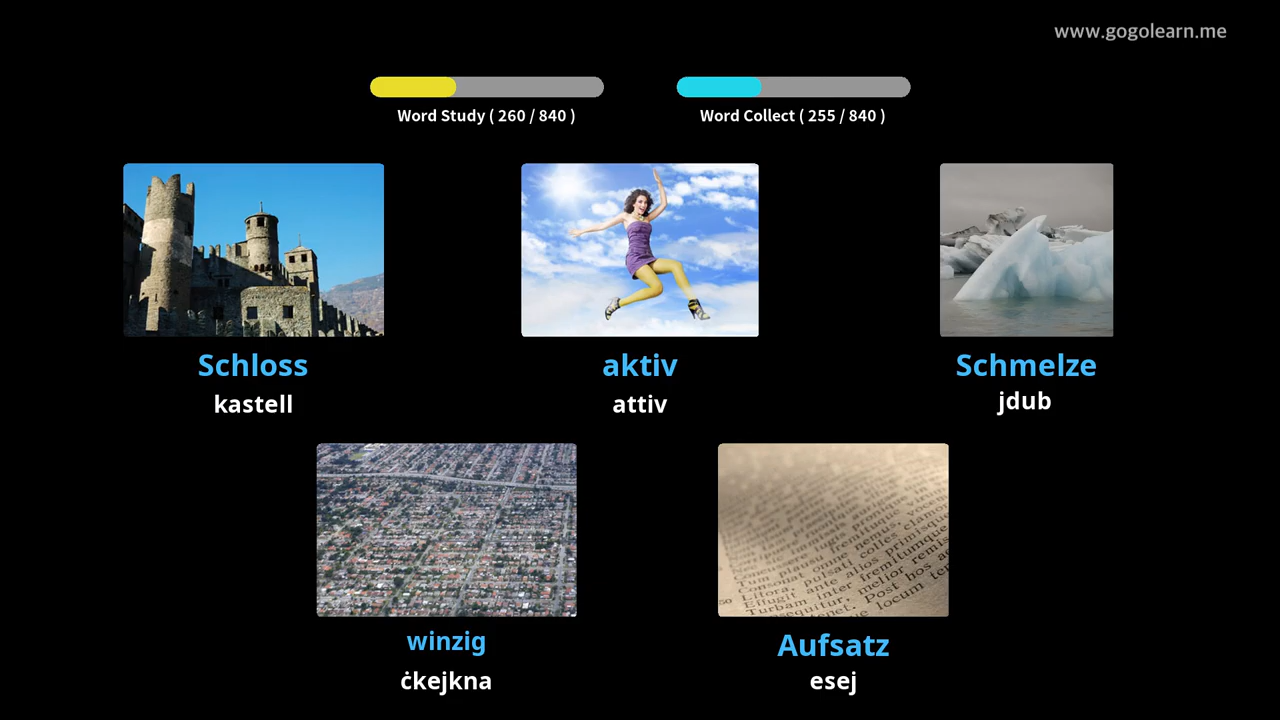 www.gogolearn.me
Word Study ( 260 / 840 )
Word Collect ( 255 / 840 )
Schloss
kastell
aktiv
attiv
Schmelze
jdub
winzig
ċkejkna
Aufsatz
esej